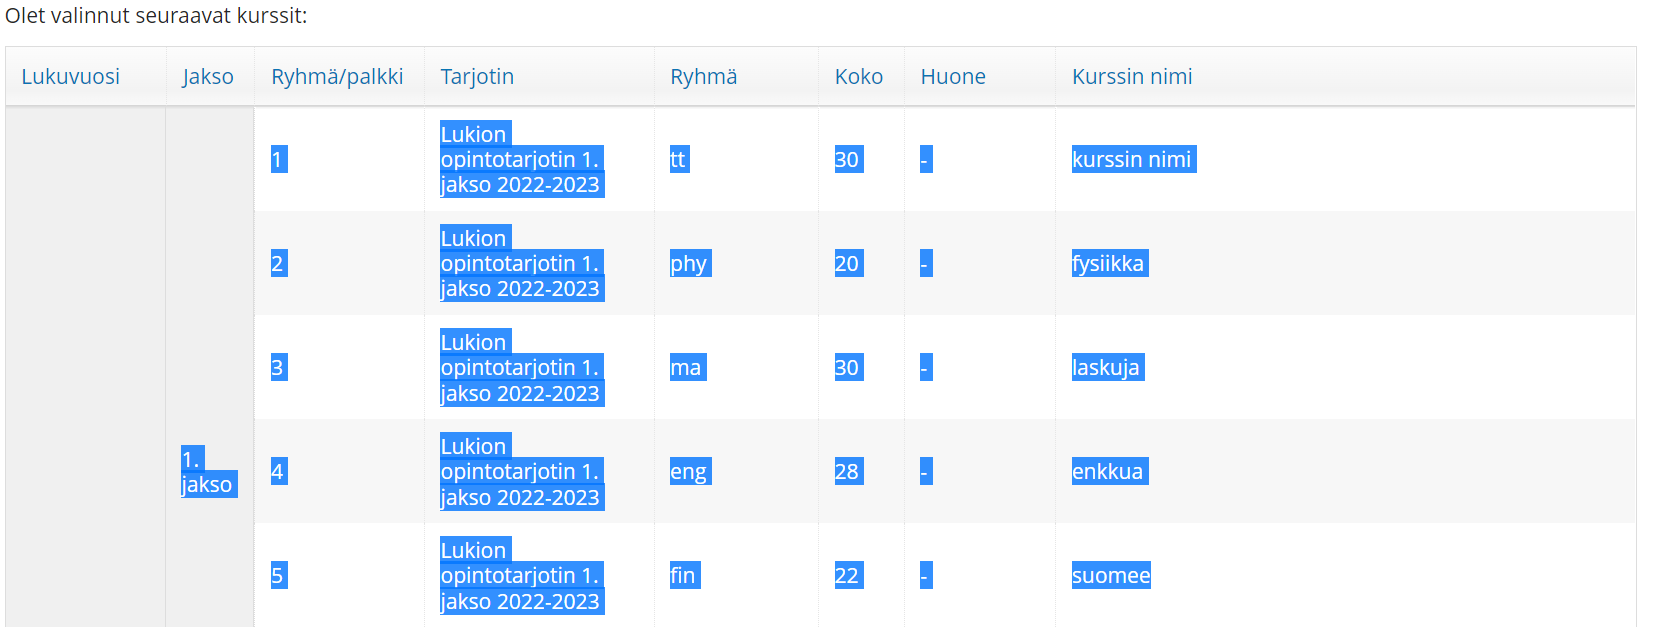 Olet valinnut seuraavat kurssit:
Lukuvuosi Jakso Ryhmä/palkki Tarjotin Ryhmä Koko Huone Kurssin nimi
1 Lukion opintotarjotin 1. jakso 2022-2023 tt 30 - kurssin nimi
2 Lukion opintotarjotin 1. jakso 2022-2023 phy 20 - fysiikka
3 Lukion opintotarjotin 1. jakso 2022-2023 ma 30 - laskuja
1. jakso 4 Lukion opintotarjotin 1. jakso 2022-2023 eng 28 - enkkua
5 Lukion opintotarjotin 1. jakso 2022-2023 fin 22 - suomee